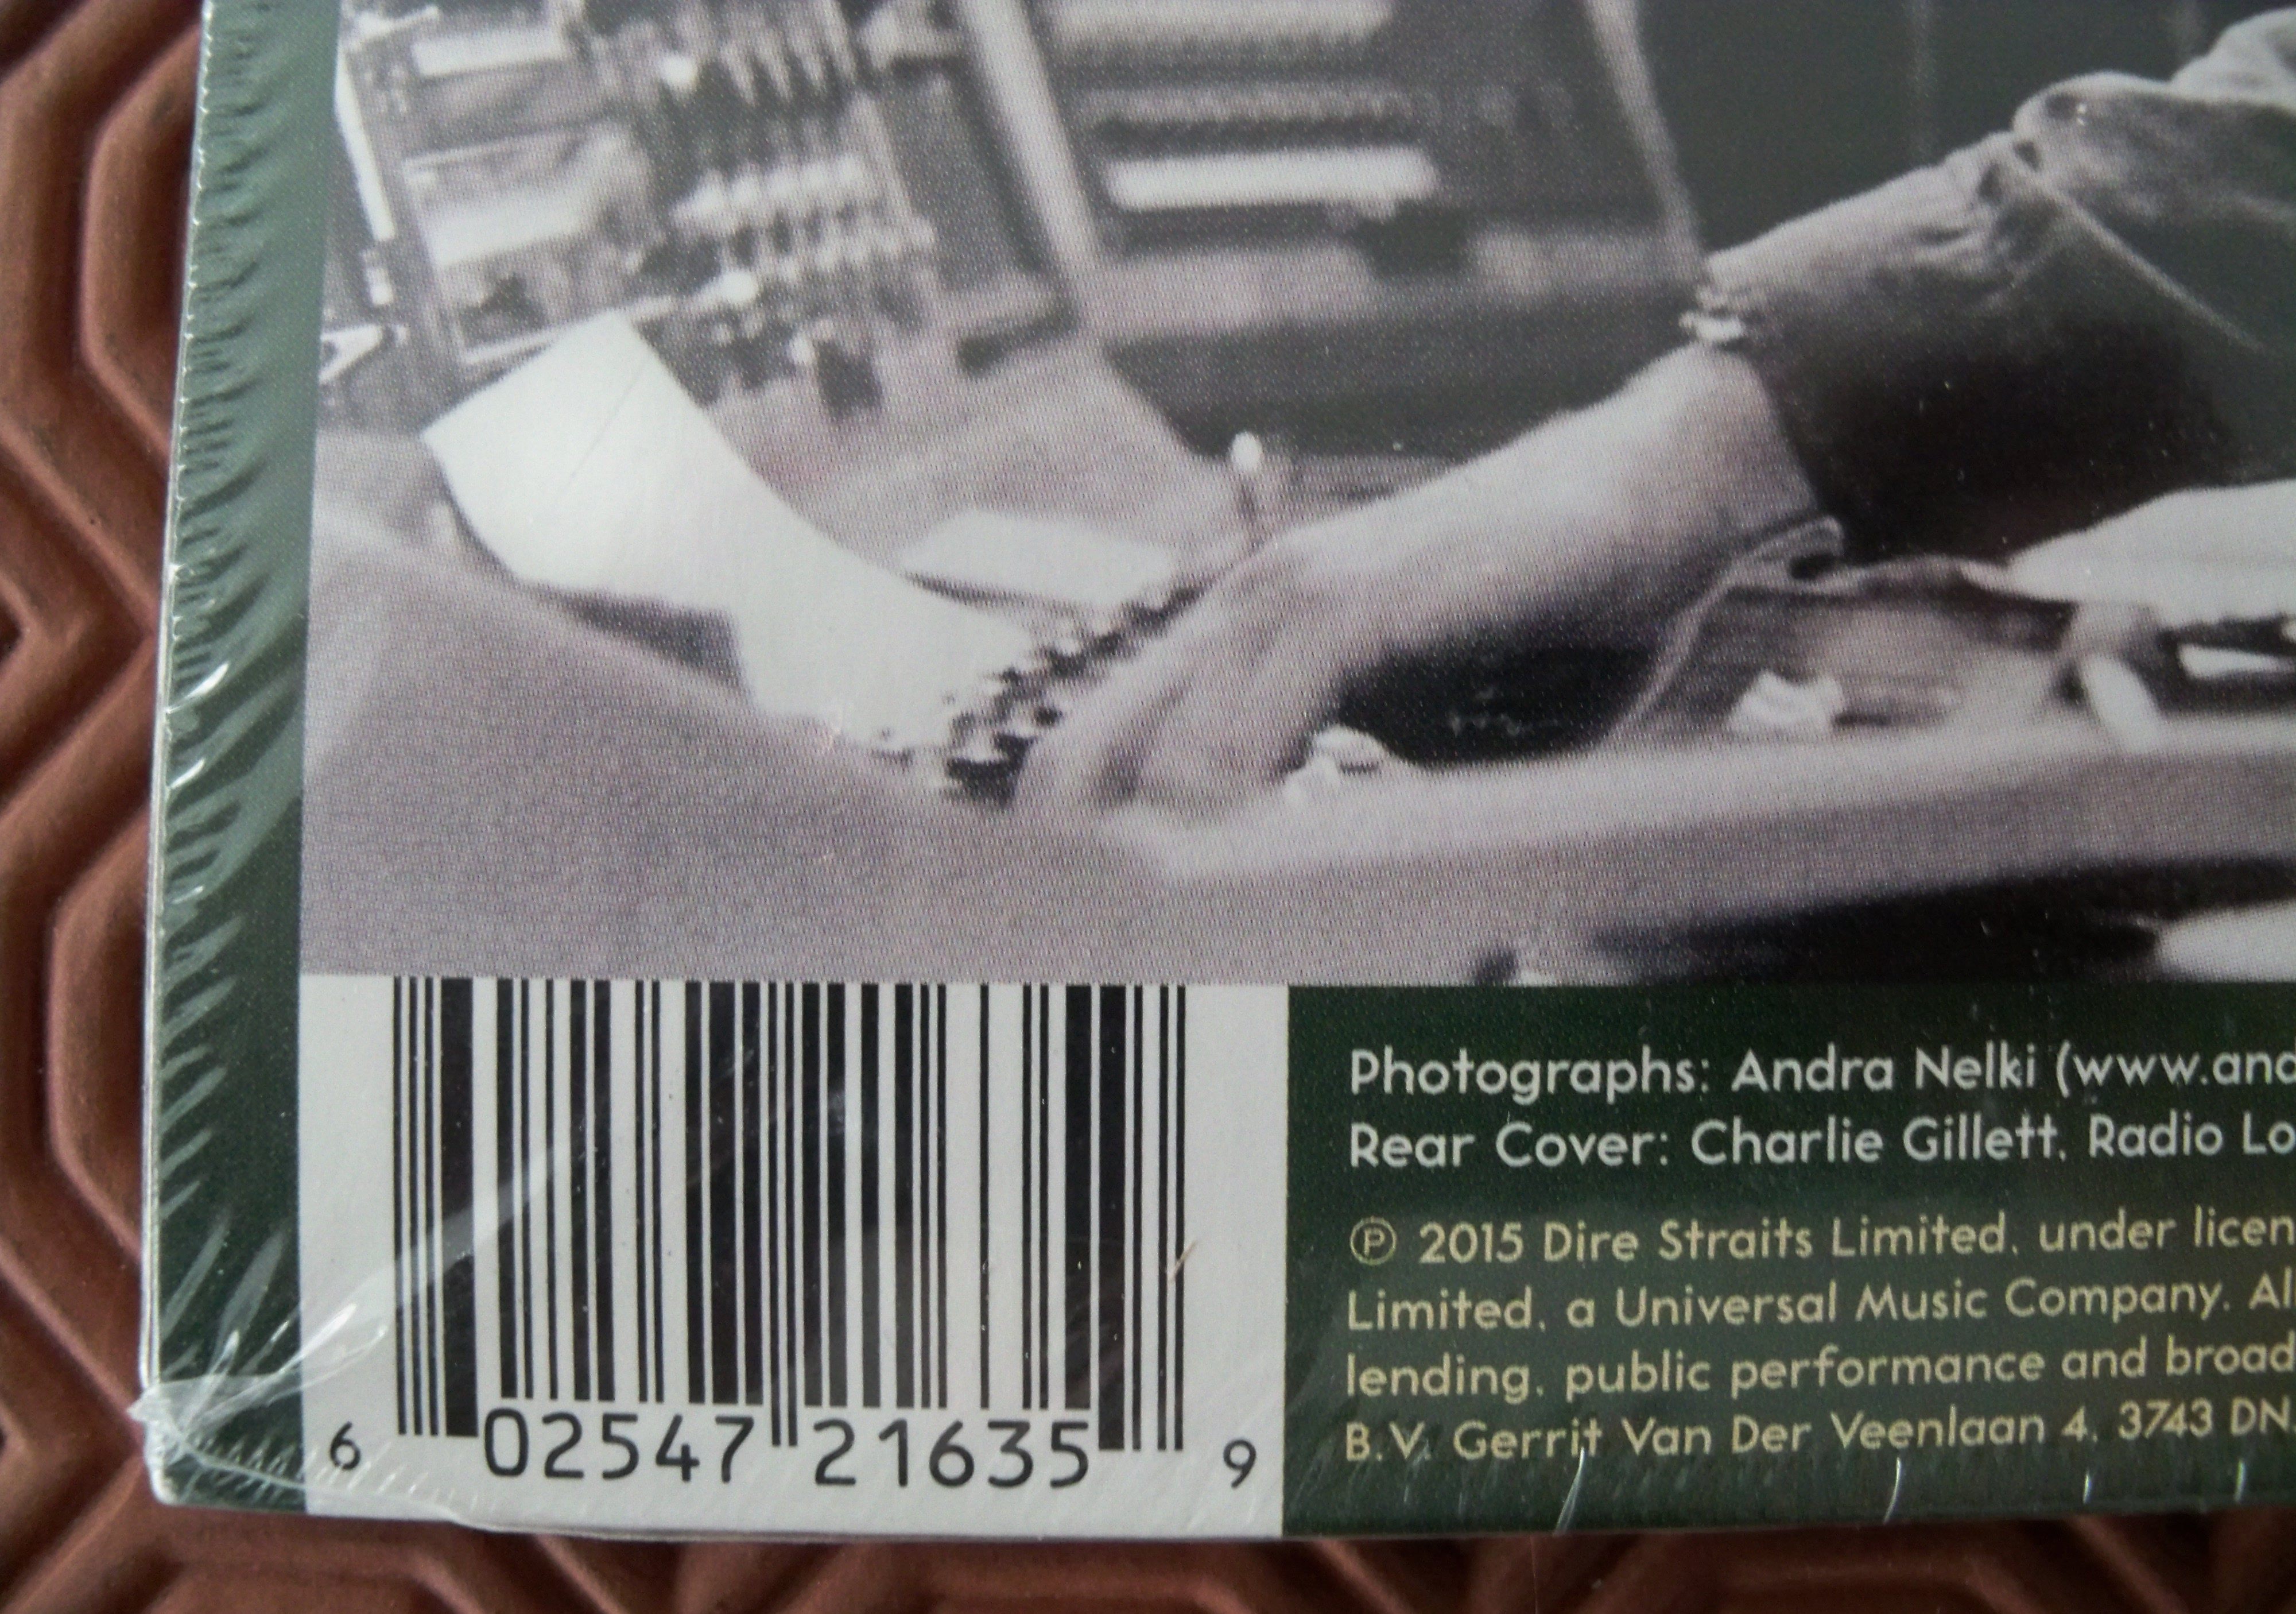 Photographs: Andra Nelki (www.and
Rear Cover: Charlie Gillett, Radio Lo
℗ 2015 Dire Straits Limited, under licen
Limited, a Universal Music Company. Al
lending, public performance and broad
B.V. Gerrit Van Der Veenlaan 4, 3743 DN
6 02547 21635 9